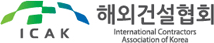 ICAK
해외건설협회
International Contractors
Association of Korea